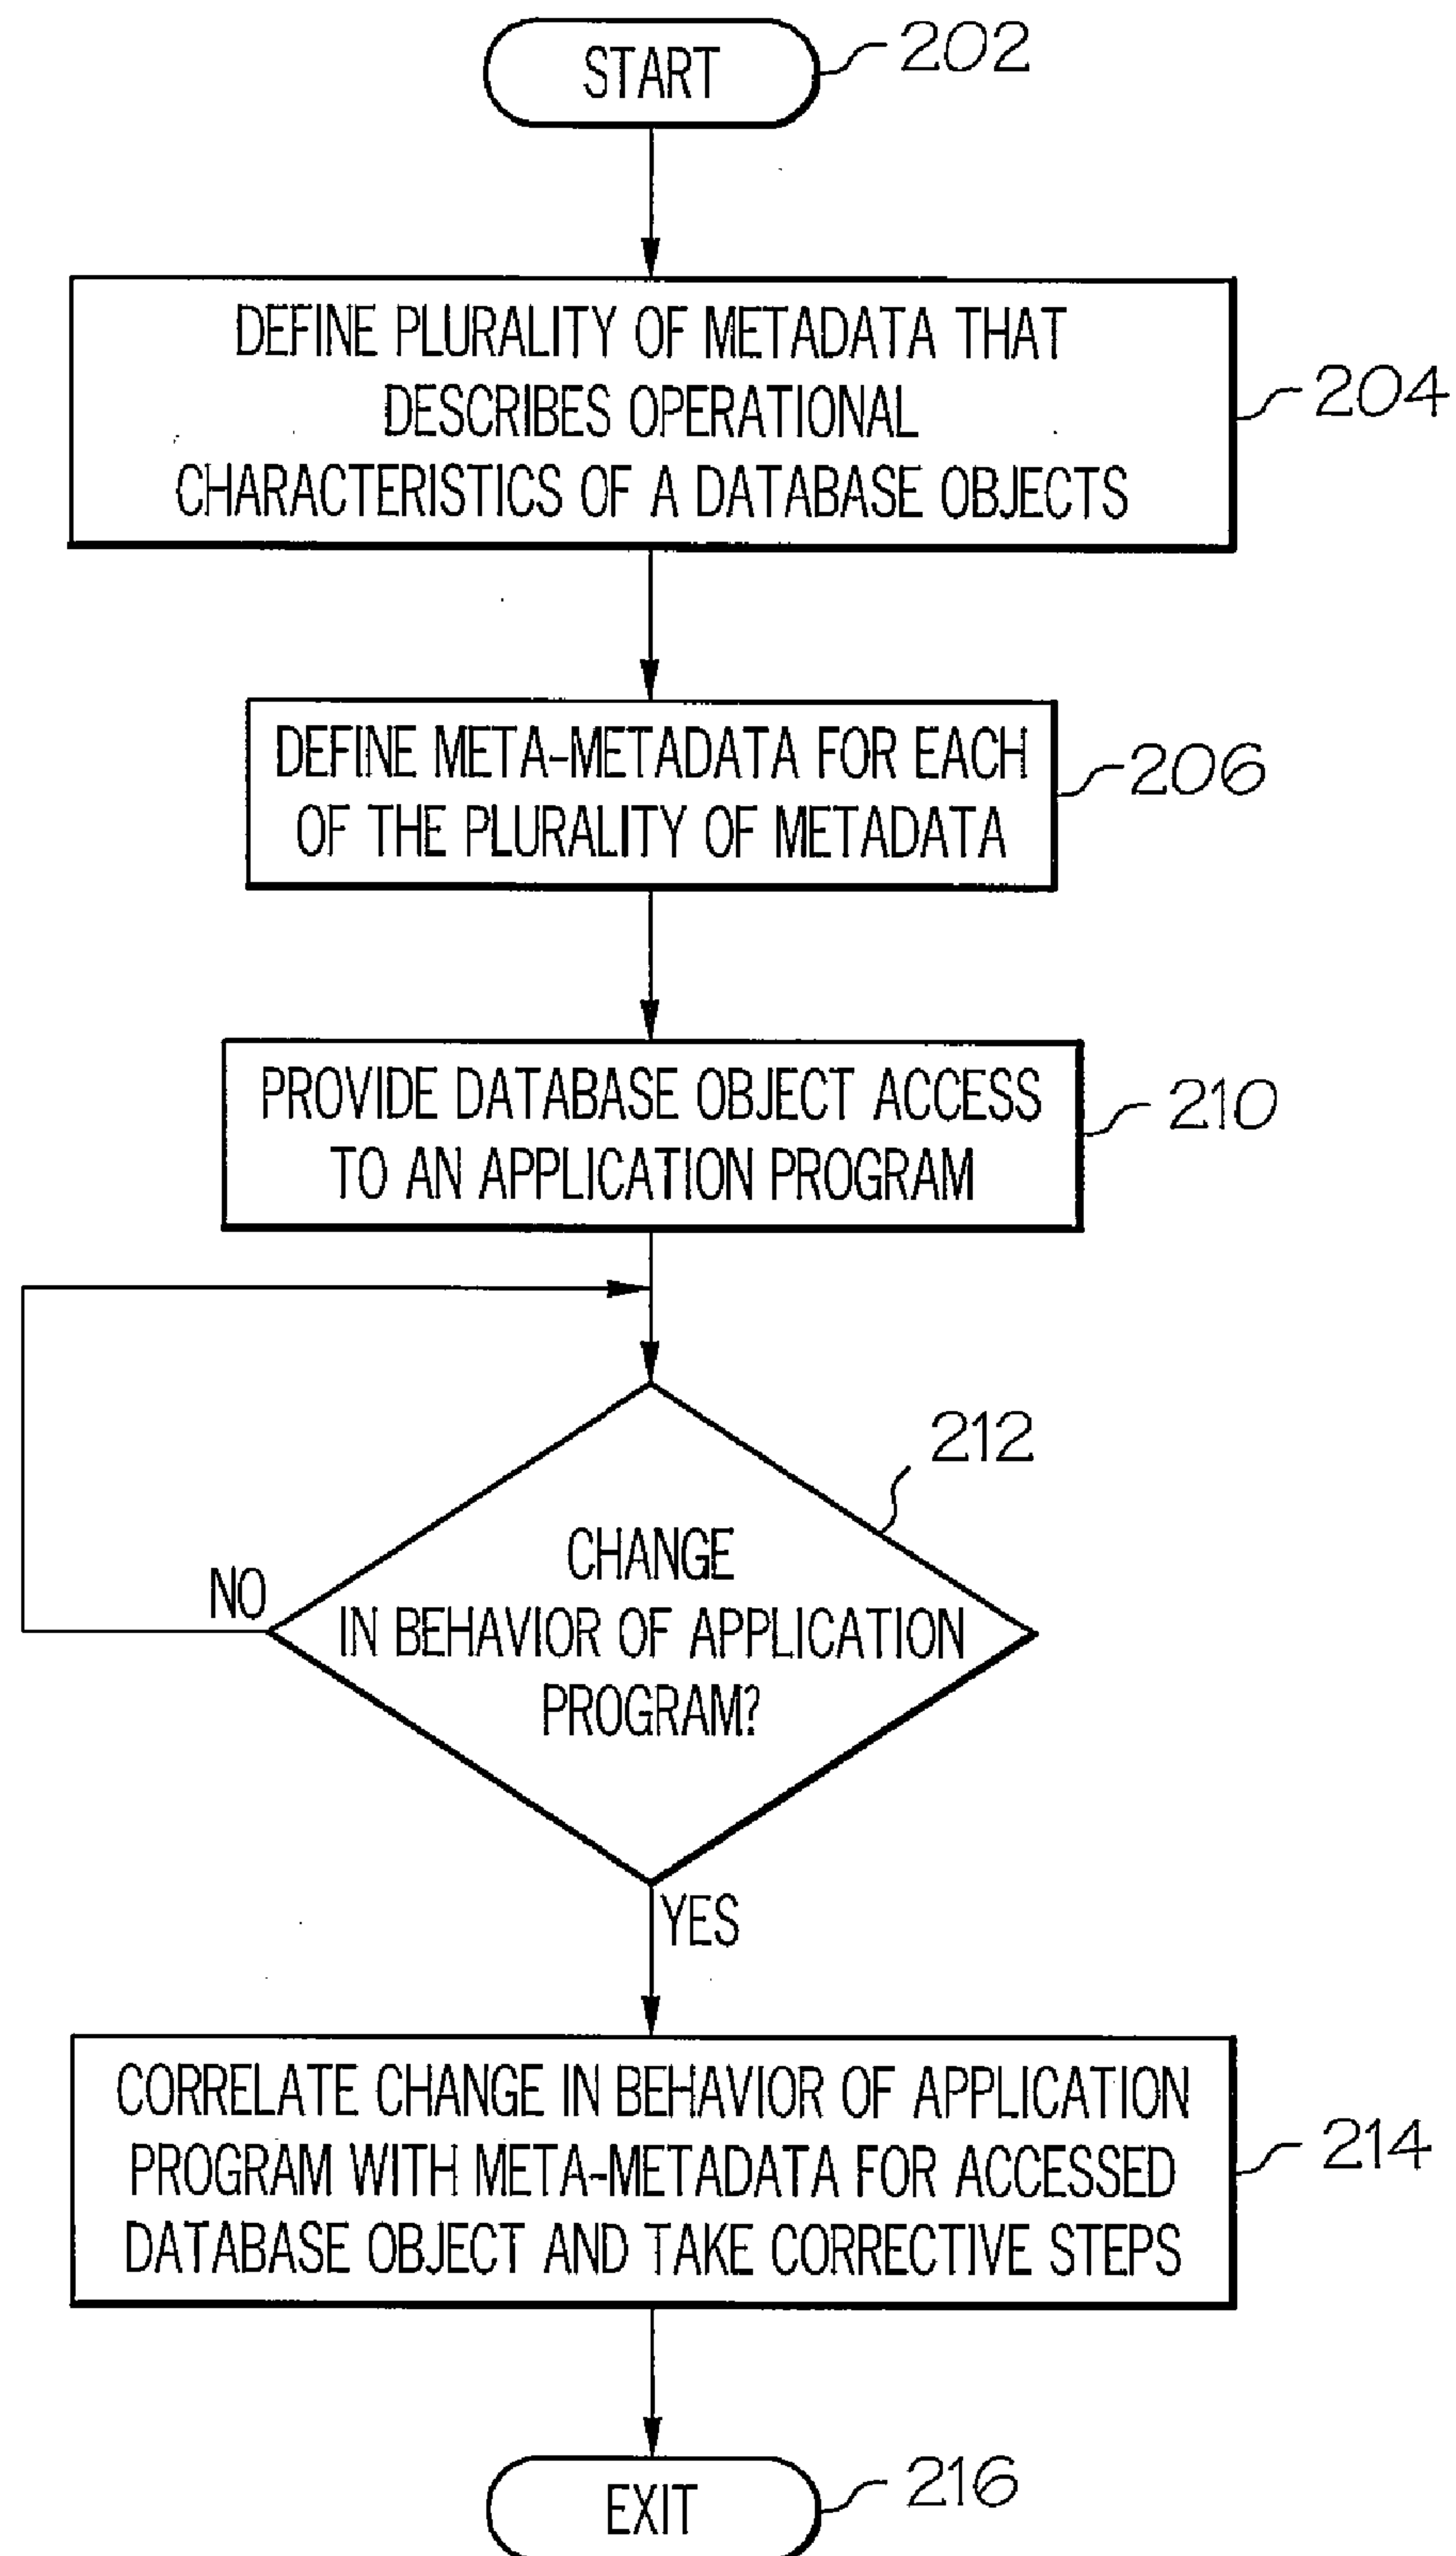 START
202
DEFINE PLURALITY OF METADATA THAT
DESCRIBES OPERATIONAL
CHARACTERISTICS OF A DATABASE OBJECTS
204
DEFINE META-METADATA FOR EACH
OF THE PLURALITY OF METADATA
206
PROVIDE DATABASE OBJECT ACCESS
TO AN APPLICATION PROGRAM
210
212
CHANGE
IN BEHAVIOR OF APPLICATION
PROGRAM?
NO
YES
CORRELATE CHANGE IN BEHAVIOR OF APPLICATION
PROGRAM WITH META-METADATA FOR ACCESSED
DATABASE OBJECT AND TAKE CORRECTIVE STEPS
214
EXIT
216